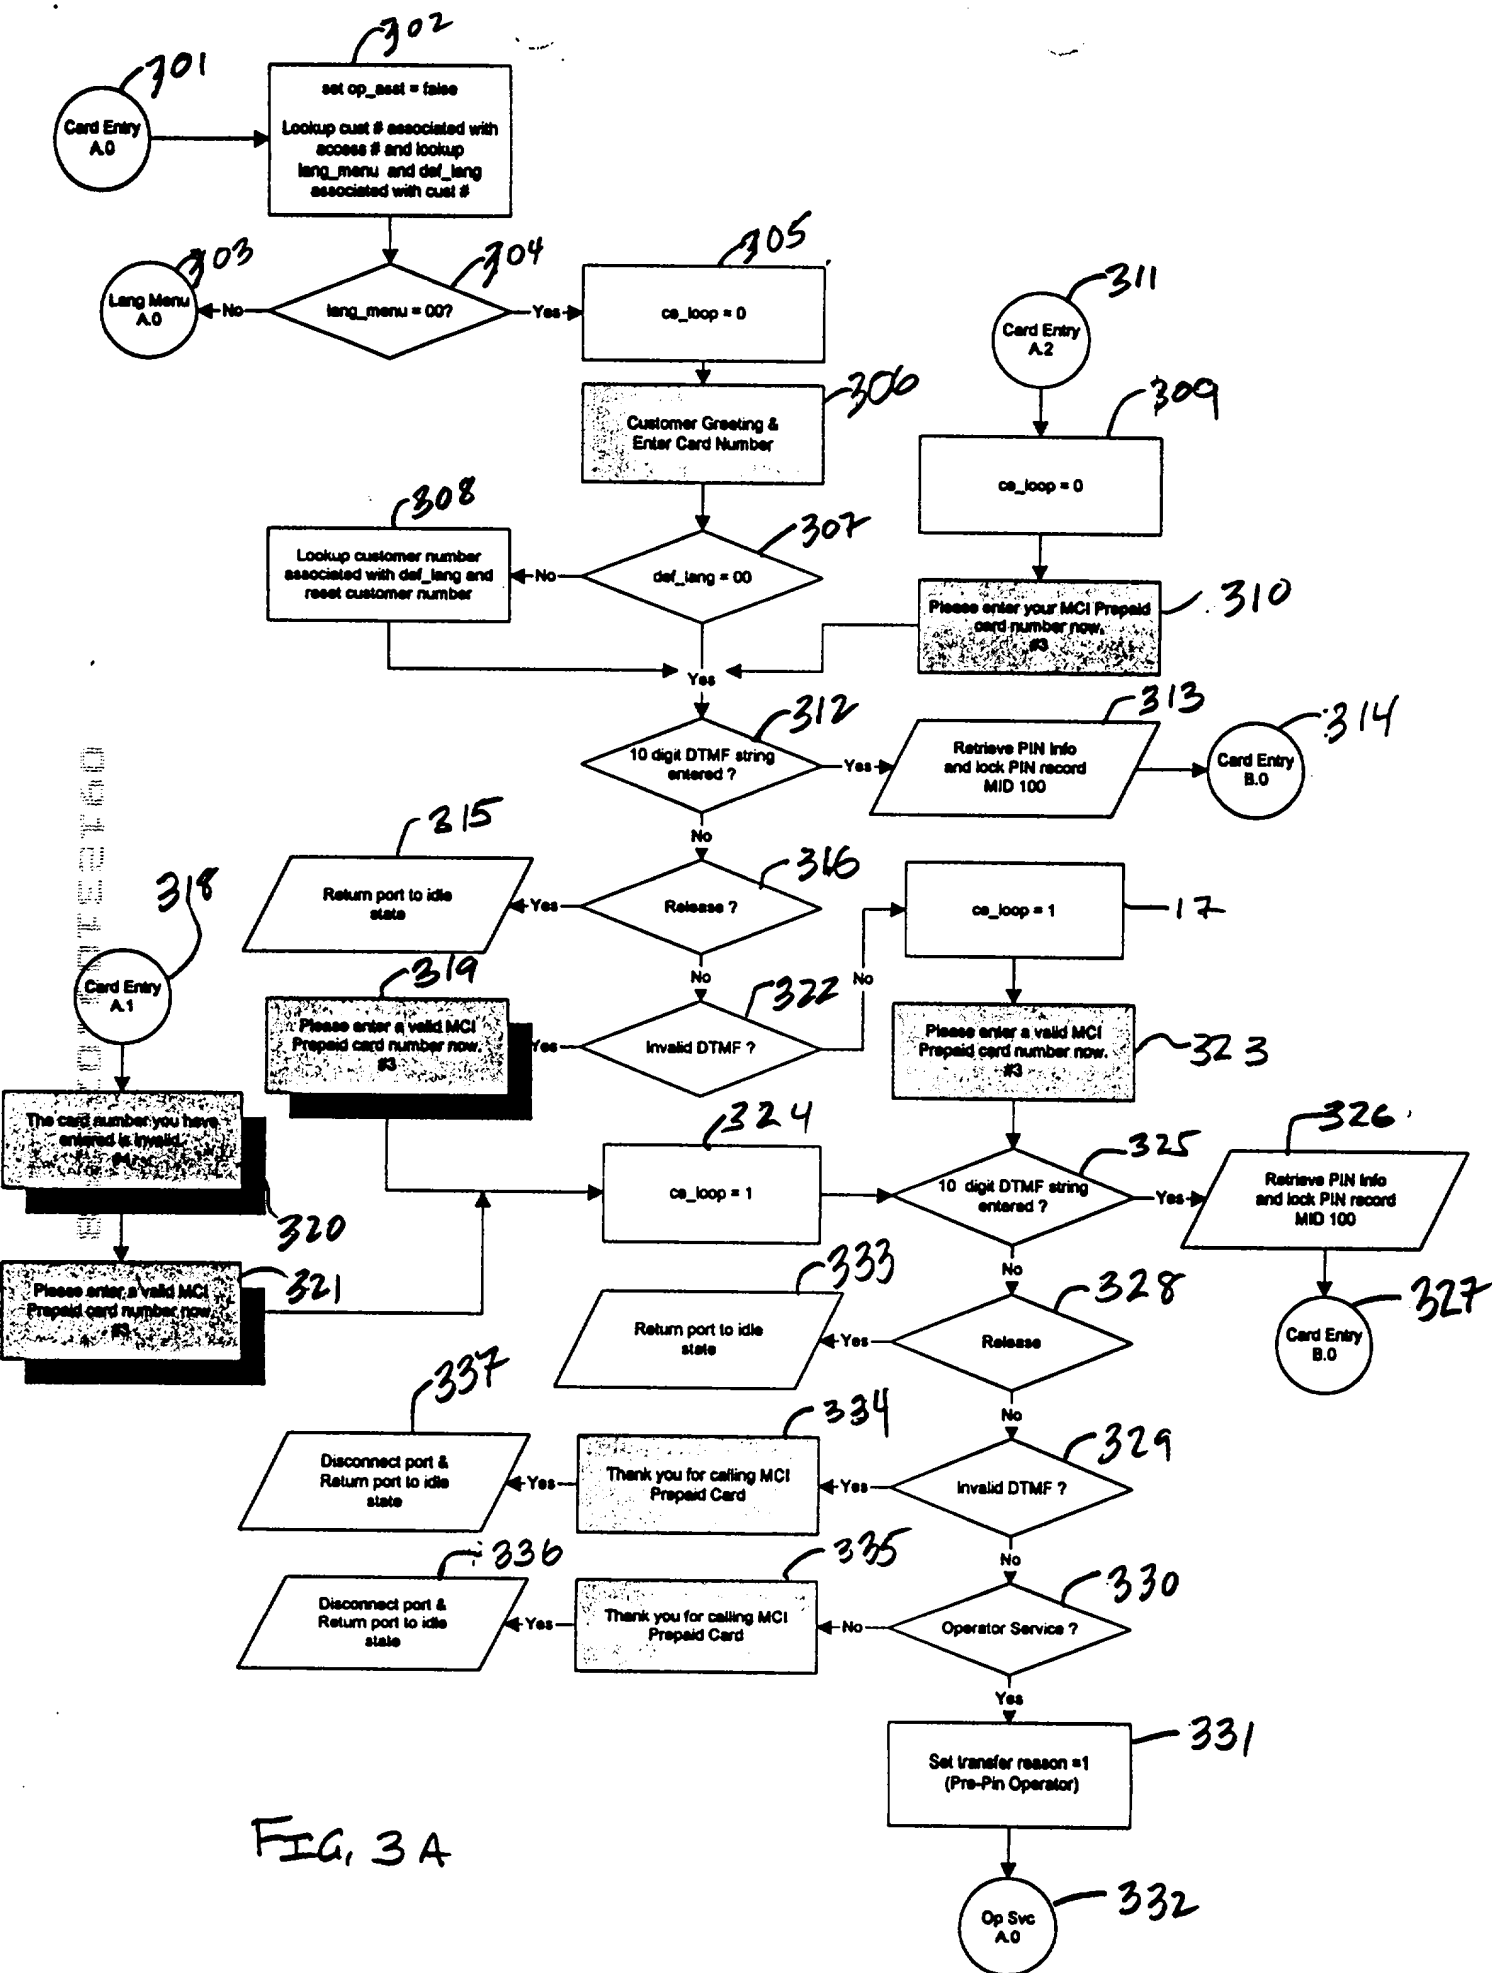 302
301
set op_asst = false
Lookup cust # associated with
access # and lookup
lang_menu and def_lang
associated with cust #
Card Entry
A.0
303
304
305
Lang Menu
A.0
No
lang_menu = 00?
Yes
ce_loop = 0
311
Card Entry
A.2
306
309
Customer Greeting &
Enter Card Number
ce_loop = 0
308
307
Lookup customer number
associated with def_lang and
reset customer number
No
def_lang = 00
310
Please enter your MCI Prepaid
card number now.
#3
Yes
312
313
314
10 digit DTMF string
entered ?
Yes
Retrieve PIN Info
and lock PIN record
MID 100
Card Entry
B.0
No
315
316
Return port to idle
state
Yes
Release ?
ce_loop = 1
17
318
No
319
322
No
Card Entry
A.1
Please enter a valid MCI
Prepaid card number now.
#3
Yes
Invalid DTMF ?
Please enter a valid MCI
Prepaid card number now.
#3
323
The card number you have
entered is invalid.
324
325
326
320
ce_loop = 1
10 digit DTMF string
entered ?
Yes
Retrieve PIN Info
and lock PIN record
MID 100
321
Please enter a valid MCI
Prepaid card number now
#3
No
333
328
327
Return port to idle
state
Yes
Release
Card Entry
B.0
337
No
334
329
Disconnect port &
Return port to idle
state
Yes
Thank you for calling MCI
Prepaid Card
Yes
Invalid DTMF ?
No
336
335
330
Disconnect port &
Return port to idle
state
Yes
Thank you for calling MCI
Prepaid Card
No
Operator Service ?
Yes
331
Set transfer reason =1
(Pre-Pin Operator)
FIG. 3A
332
Op Svc
A.0